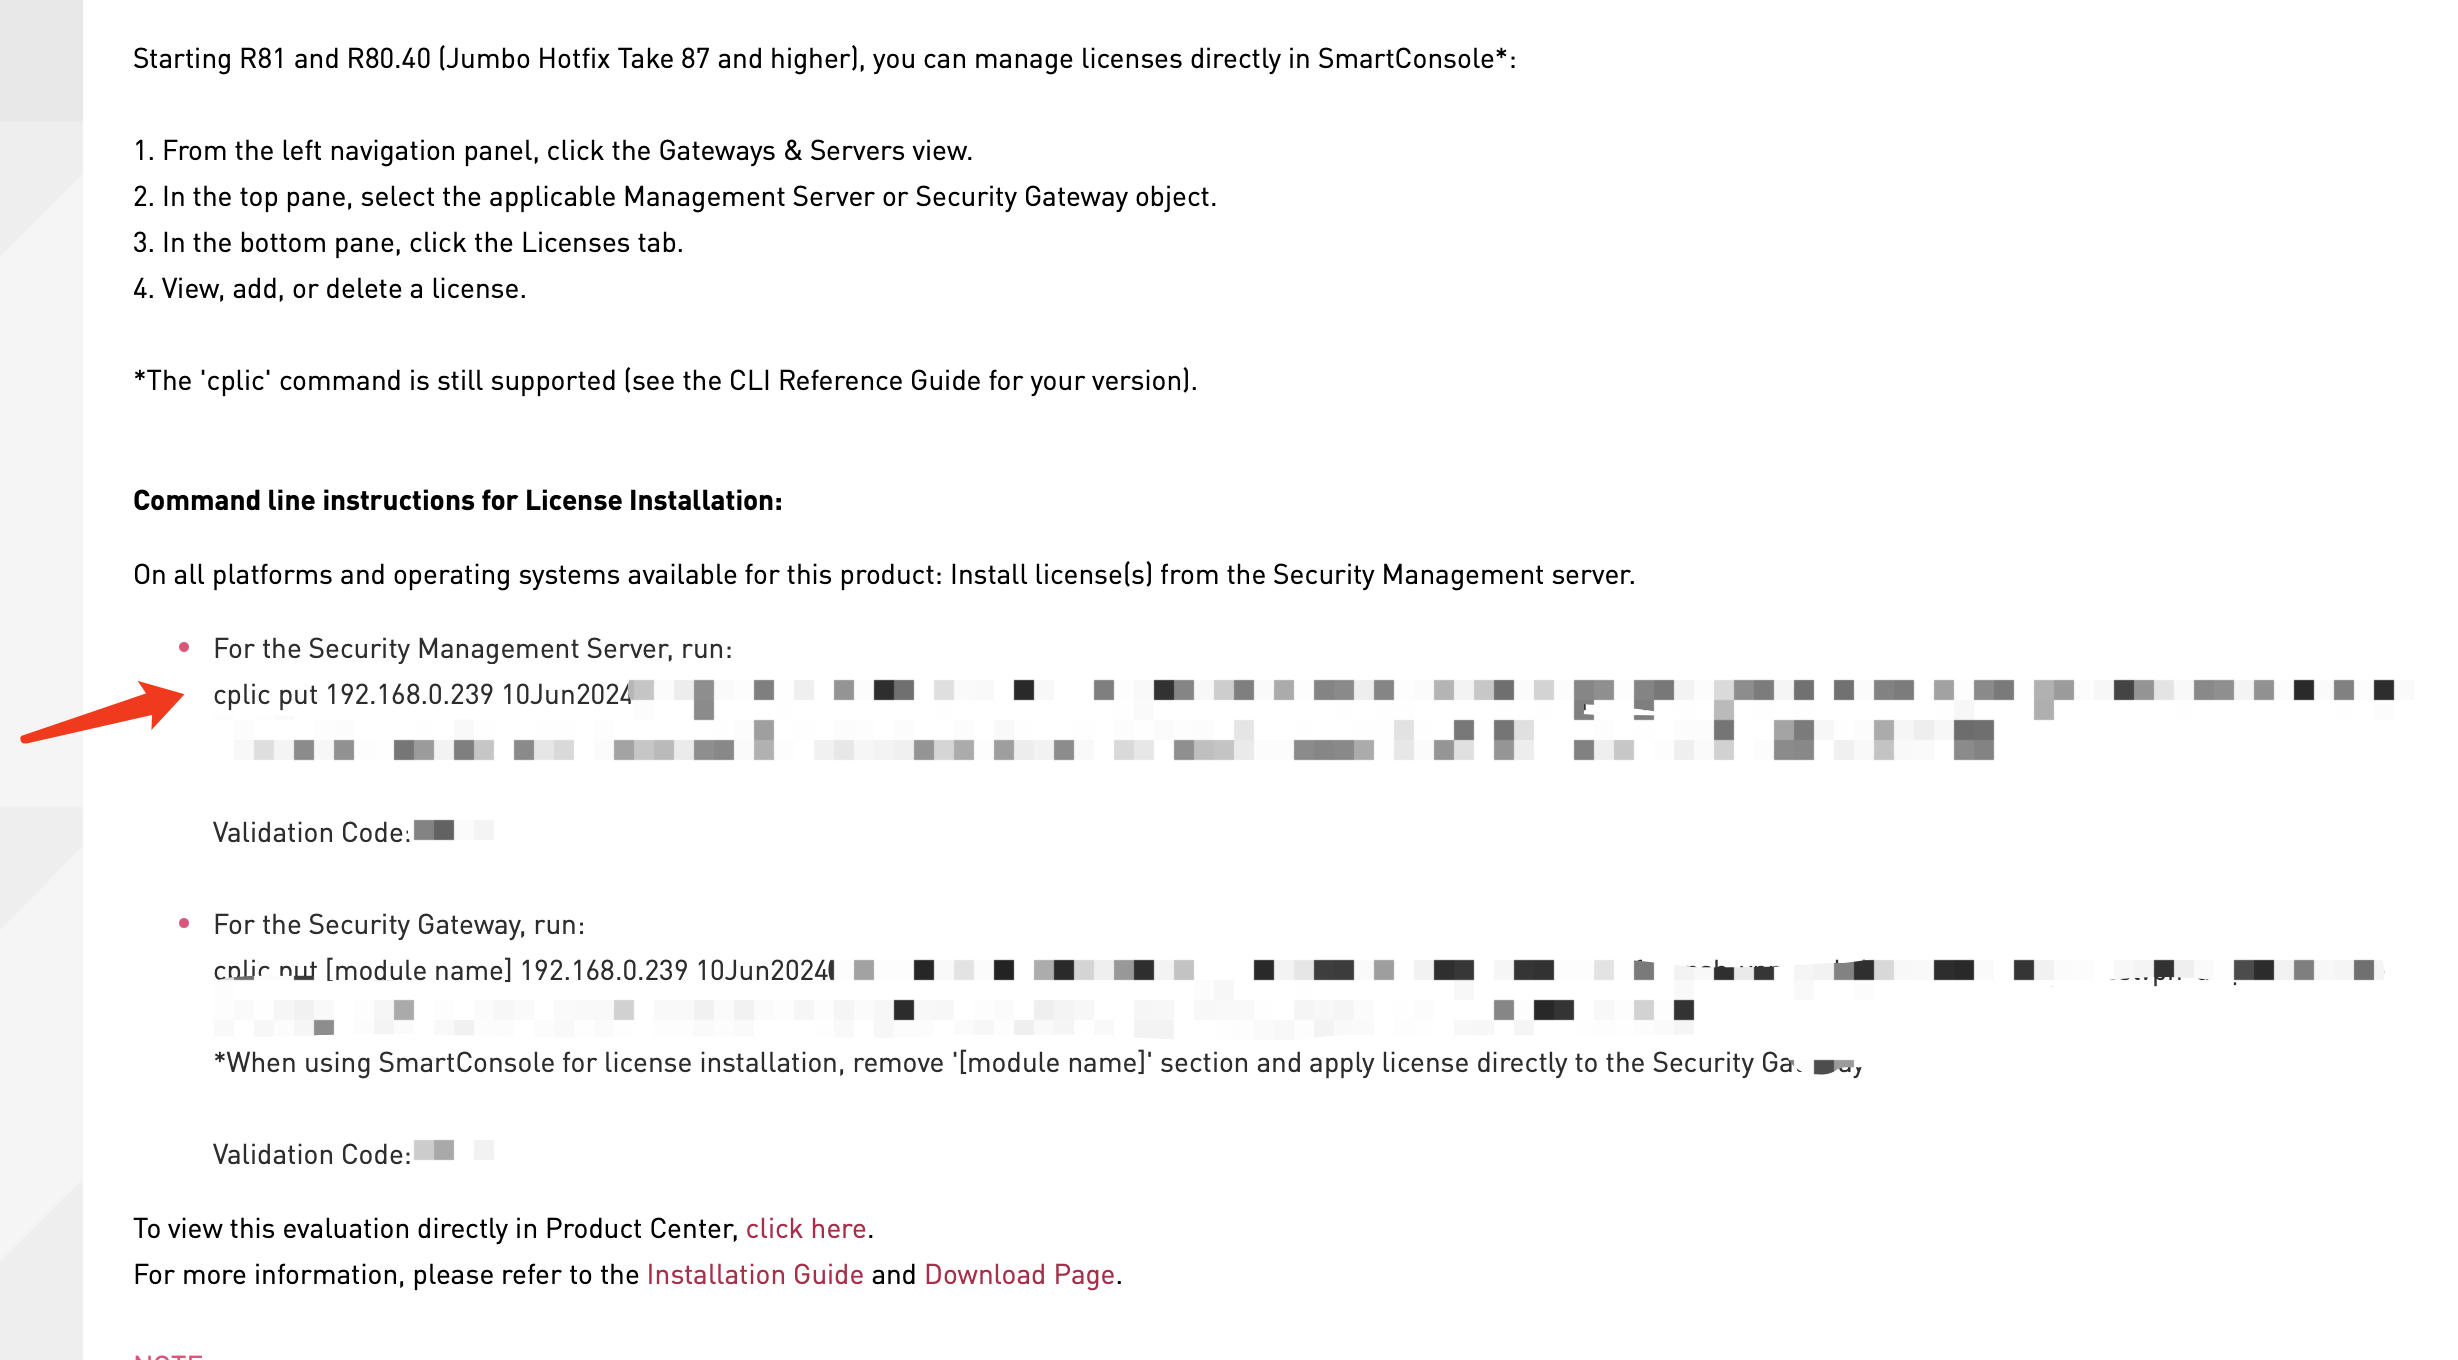 Starting R81 and R80.40 (Jumbo Hotfix Take 87 and higher), you can manage licenses directly in SmartConsole*:
1. From the left navigation panel, click the Gateways & Servers view.
2. In the top pane, select the applicable Management Server or Security Gateway object.
3. In the bottom pane, click the Licenses tab.
4. View, add, or delete a license.
*The 'cplic' command is still supported (see the CLI Reference Guide for your version).
Command line instructions for License Installation:
On all platforms and operating systems available for this product: Install license(s) from the Security Management server.
• For the Security Management Server, run:
cplic put 192.168.0.239 10Jun2024
Validation Code:
• For the Security Gateway, run:
cplic put [module name] 192.168.0.239 10Jun2024
*When using SmartConsole for license installation, remove '[module name]' section and apply license directly to the Security
Validation Code:
To view this evaluation directly in Product Center, click here.
For more information, please refer to the Installation Guide and Download Page.